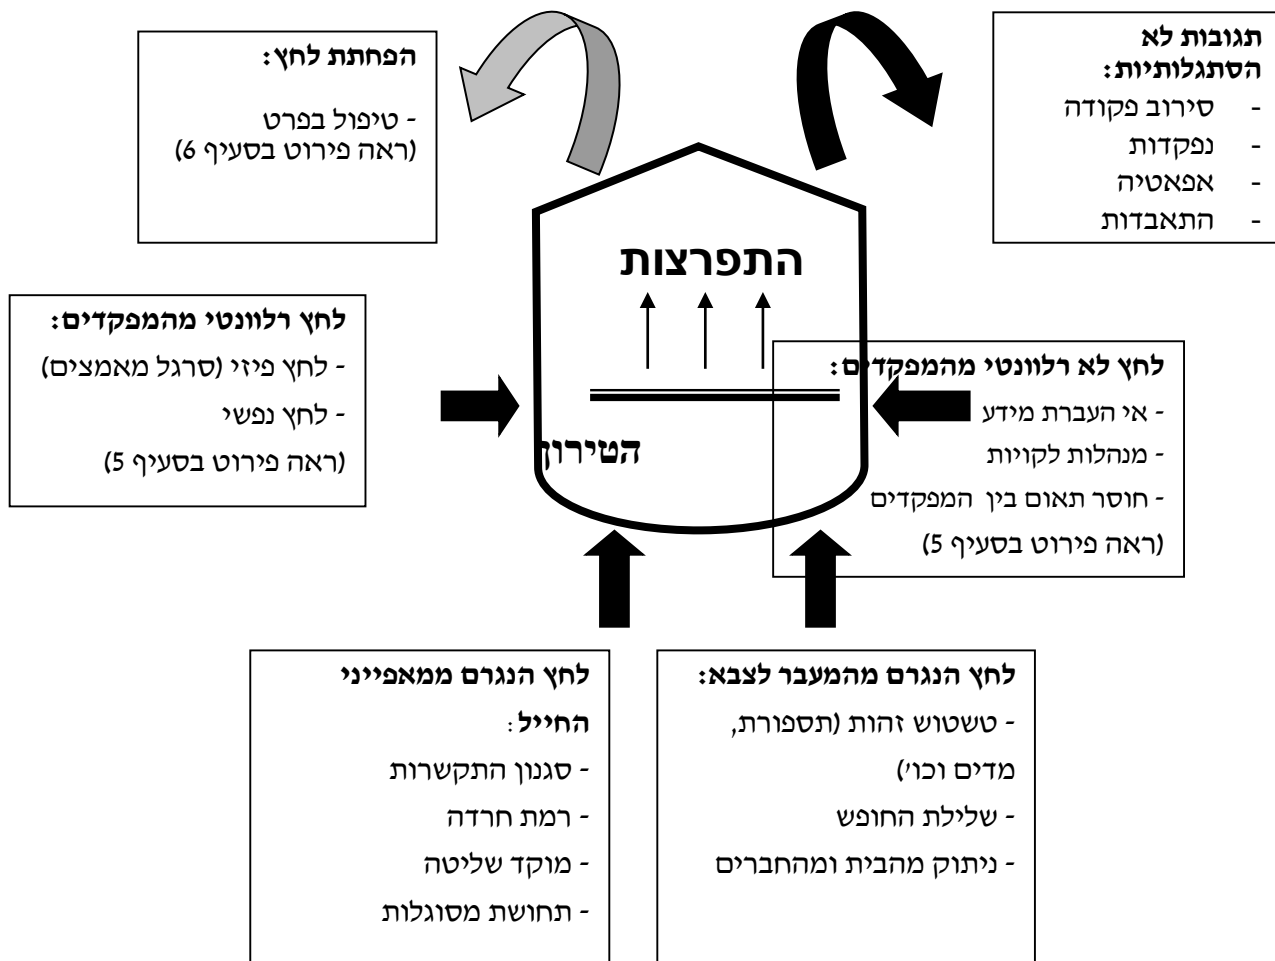 תגובות לא
הסתגלותיות:
- סירוב פקודה
- נפקדות
- אפאטיה
- התאבדות
הפחתת לחץ:
- טיפול בפרט
(ראה פירוט בסעיף 6)
התפרצות
הטירון
לחץ לא רלוונטי מהמפקדים:
- אי העברת מידע
- מנהלות לקויות
- חוסר תאום בין המפקדים
(ראה פירוט בסעיף 5)
לחץ רלוונטי מהמפקדים:
- לחץ פיזי (סרגל מאמצים)
- לחץ נפשי
(ראה פירוט בסעיף 5)
לחץ הנגרם מהמעבר לצבא:
- טשטוש זהות (תספורת,
מדים וכו')
- שלילת החופש
- ניתוק מהבית ומהחברים
לחץ הנגרם ממאפייני
החייל:
- סגנון התקשרות
- רמת חרדה
- מוקד שליטה
- תחושת מסוגלות